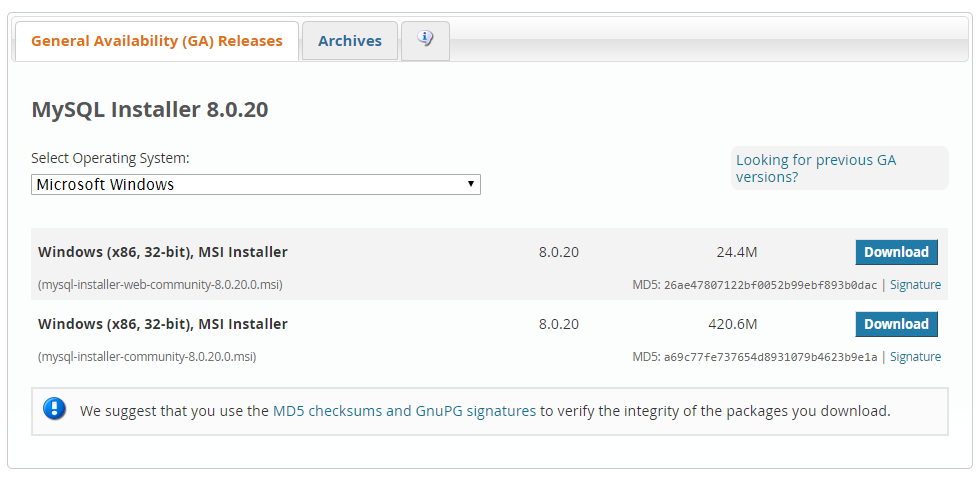 General Availability (GA) Releases
Archives
MySQL Installer 8.0.20
Select Operating System:
Microsoft Windows
Looking for previous GA
versions?
Windows (x86, 32-bit), MSI Installer 8.0.20 24.4M Download
(mysql-installer-web-community-8.0.20.0.msi) MD5: 26ae47807122bf0052b99ebf893b0dac | Signature
Windows (x86, 32-bit), MSI Installer 8.0.20 420.6M Download
(mysql-installer-community-8.0.20.0.msi) MD5: a69c77fe737654d8931079b4623b9e1a | Signature
We suggest that you use the MD5 checksums and GnuPG signatures to verify the integrity of the packages you download.